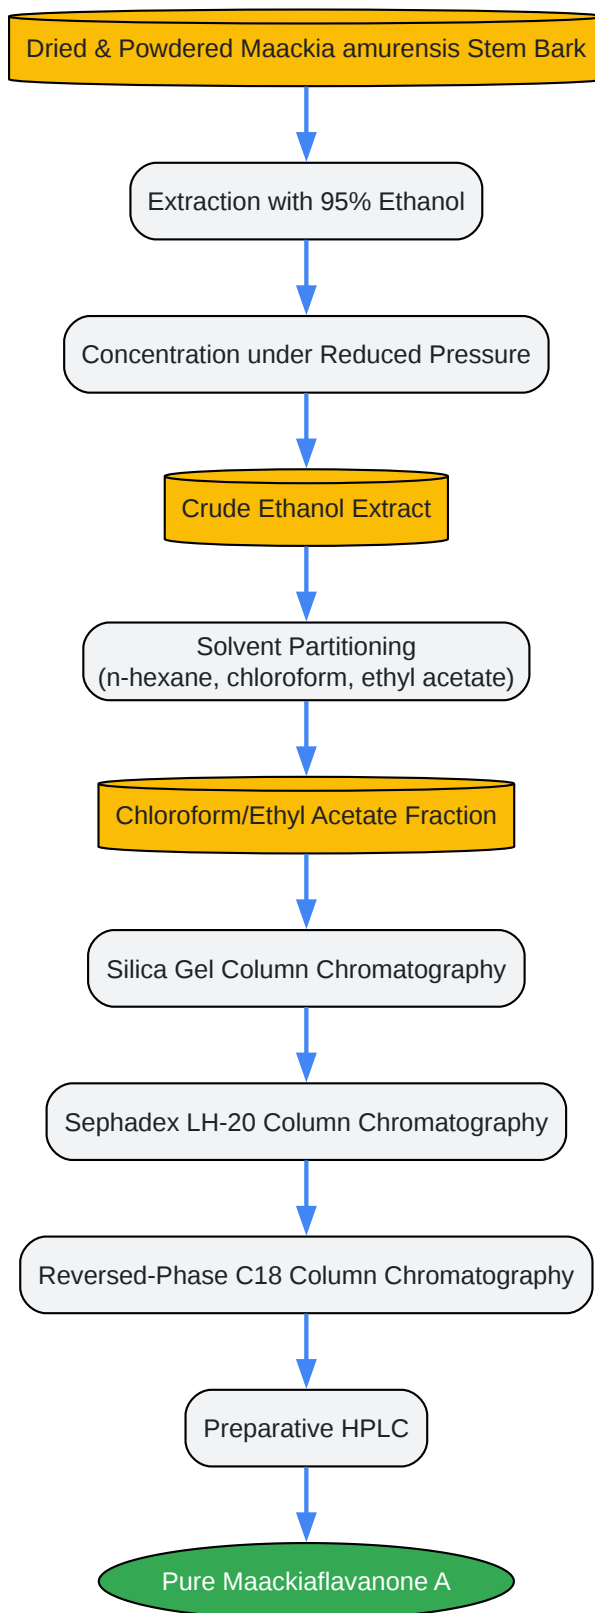 Dried & Powdered Maackia amurensis Stem Bark
Extraction with 95% Ethanol
Concentration under Reduced Pressure
Crude Ethanol Extract
Solvent Partitioning
(n-hexane, chloroform, ethyl acetate)
Chloroform/Ethyl Acetate Fraction
Silica Gel Column Chromatography
Sephadex LH-20 Column Chromatography
Reversed-Phase C18 Column Chromatography
Preparative HPLC
Pure Maackiaflavanone A